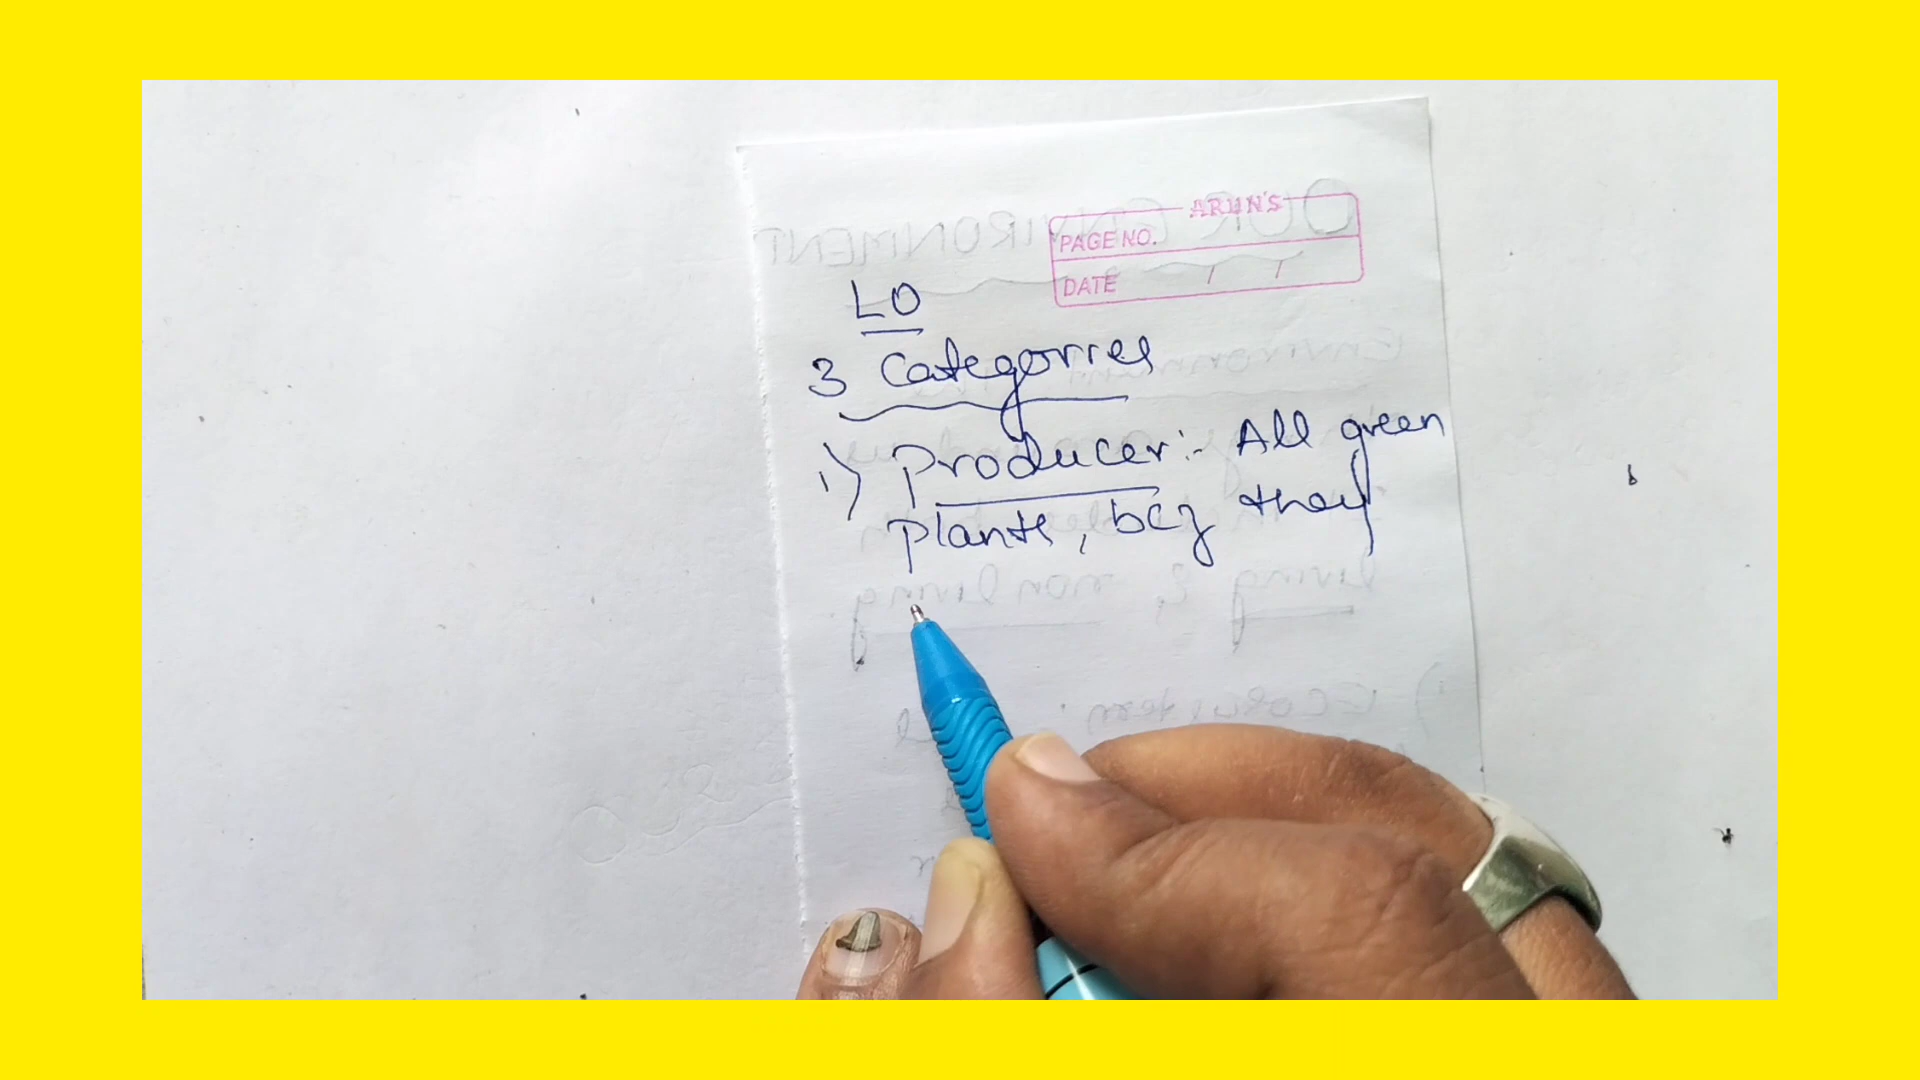 ARUN'S
PAGE NO.
DATE / /
LO
3 Categories
1) Producer:- All green
plants, bcz they